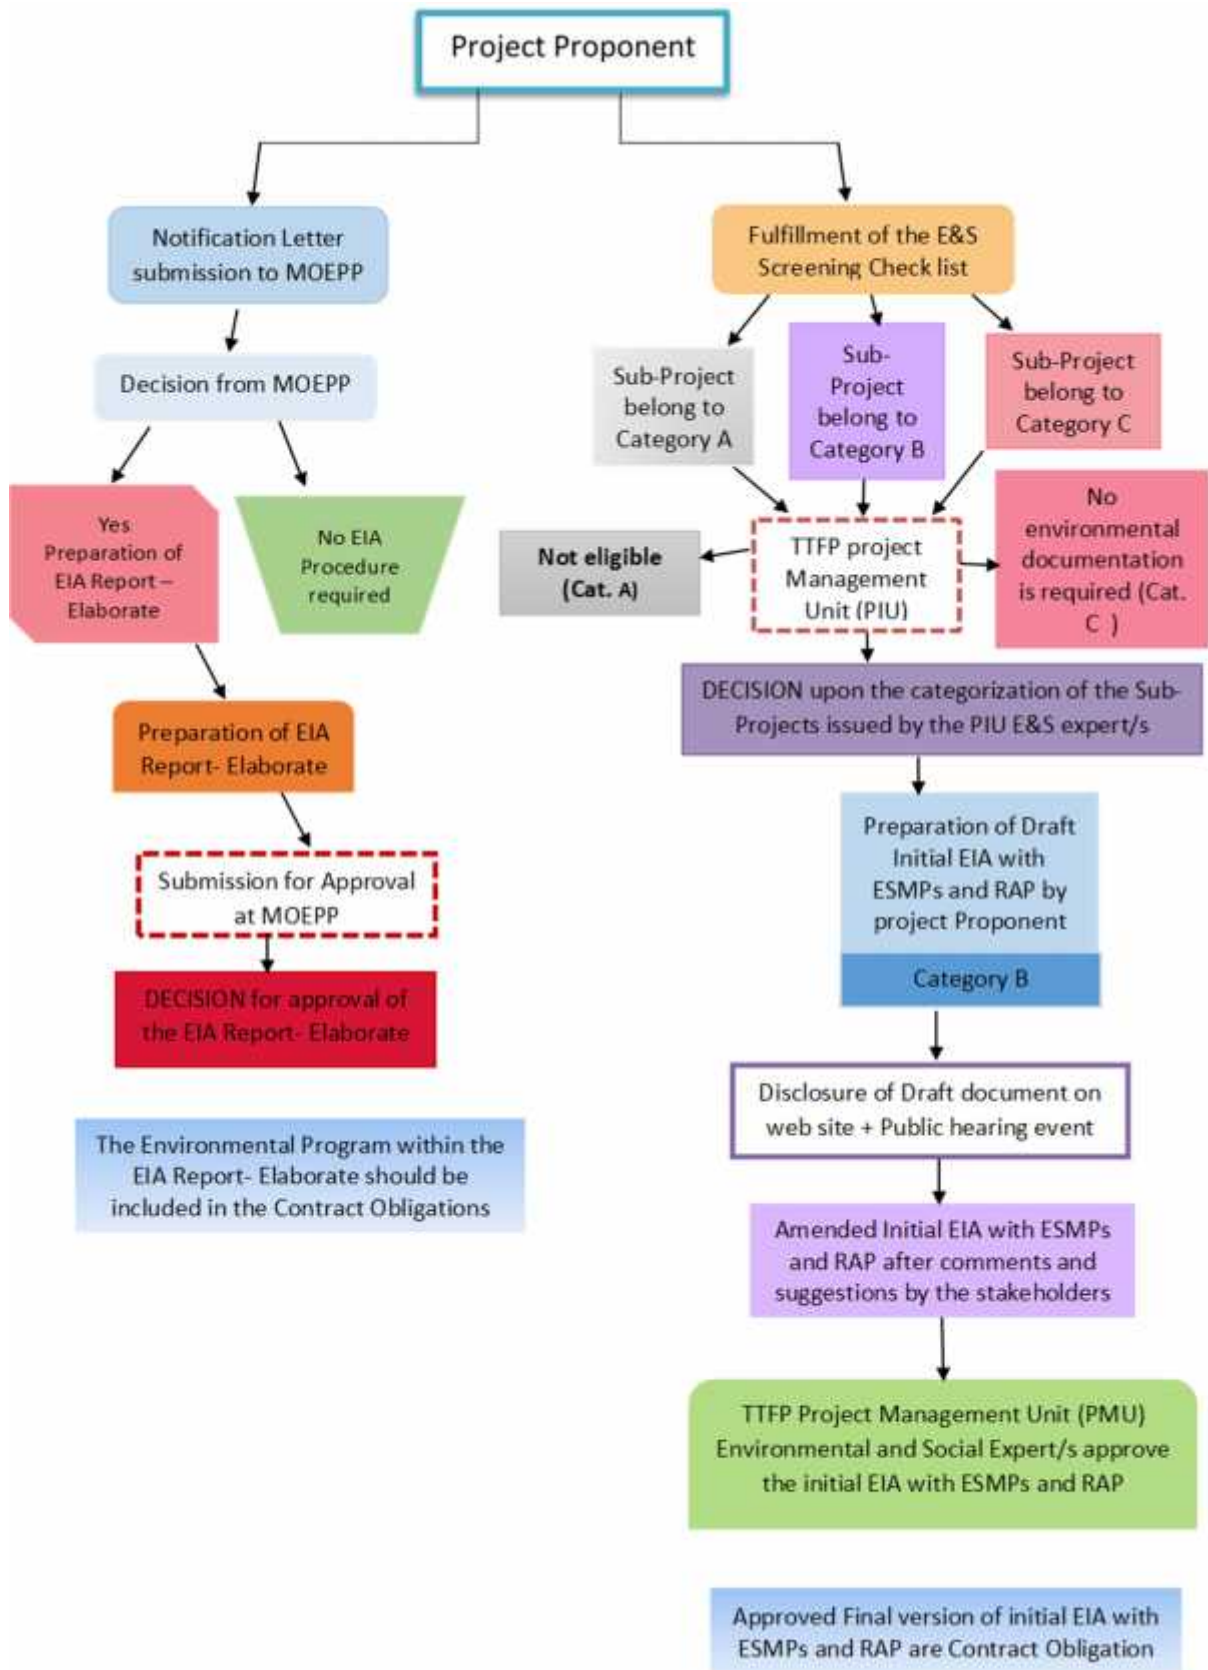 Project Proponent
Notification Letter
submission to MOEPP
Decision from MOEPP
Yes
Preparation of
EIA Report –
Elaborate
No EIA
Procedure
required
Preparation of EIA
Report- Elaborate
Submission for Approval
at MOEPP
DECISION for approval of
the EIA Report- Elaborate
The Environmental Program within the
EIA Report- Elaborate should be
included in the Contract Obligations
Fulfillment of the E&S
Screening Check list
Sub-Project
belong to
Category A
Sub-
Project
belong to
Category B
Sub-Project
belong to
Category C
Not eligible
(Cat. A)
TTFP project
Management
Unit (PIU)
No
environmental
documentation
is required (Cat.
C )
DECISION upon the categorization of the Sub-
Projects issued by the PIU E&S expert/s
Preparation of Draft
Initial EIA with
ESMPs and RAP by
project Proponent
Category B
Disclosure of Draft document on
web site + Public hearing event
Amended Initial EIA with ESMPs
and RAP after comments and
suggestions by the stakeholders
TTFP Project Management Unit (PMU)
Environmental and Social Expert/s approve
the initial EIA with ESMPs and RAP
Approved Final version of initial EIA with
ESMPs and RAP are Contract Obligation